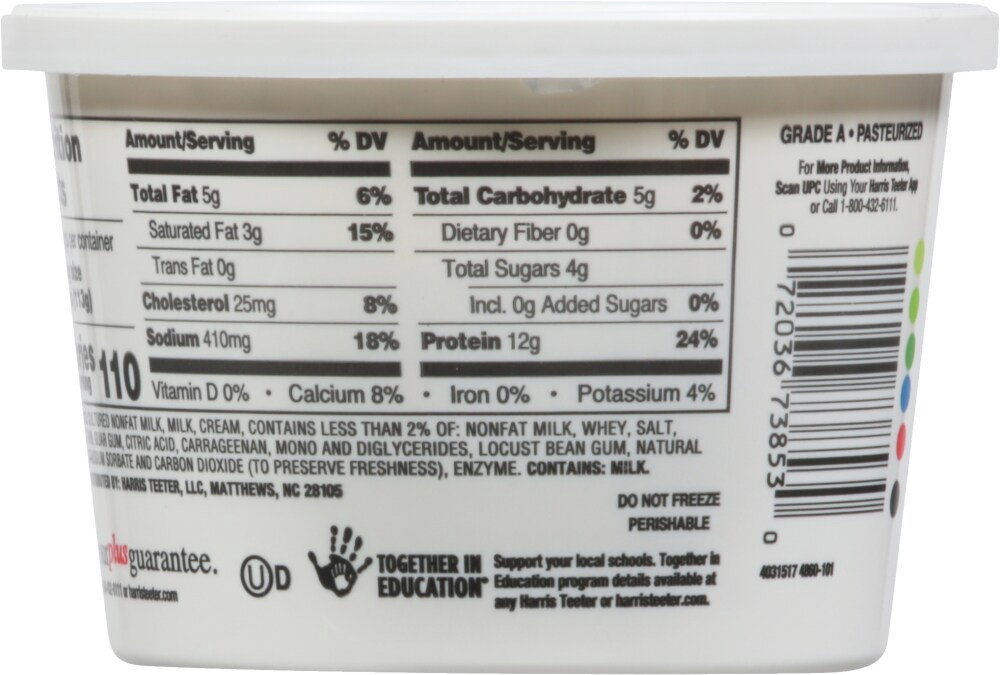 Amount/Serving % DV Amount/Serving % DV
Total Fat 5g 6% Total Carbohydrate 5g 2%
Saturated Fat 3g 15% Dietary Fiber 0g 0%
Trans Fat 0g Total Sugars 4g
Cholesterol 25mg 8% Incl. 0g Added Sugars 0%
Sodium 410mg 18% Protein 12g 24%
Vitamin D 0% • Calcium 8% • Iron 0% • Potassium 4%
container
110
NONFAT MILK, MILK, CREAM, CONTAINS LESS THAN 2% OF: NONFAT MILK, WHEY, SALT,
GUM, CITRIC ACID, CARRAGEENAN, MONO AND DIGLYCERIDES, LOCUST BEAN GUM, NATURAL
SORBATE AND CARBON DIOXIDE (TO PRESERVE FRESHNESS), ENZYME. CONTAINS: MILK.
BY: HARRIS TEETER, LLC, MATTHEWS, NC 28105
DO NOT FREEZE
PERISHABLE
plus guarantee.
or harristeeter.com
U D
TOGETHER IN
EDUCATION®
Support your local schools. Together in
Education program details available at
any Harris Teeter or harristeeter.com.
GRADE A • PASTEURIZED
For More Product Information,
Scan UPC Using Your Harris Teeter App
or Call 1-800-432-6111.
0 72036 73853 0
4031517 4860-101